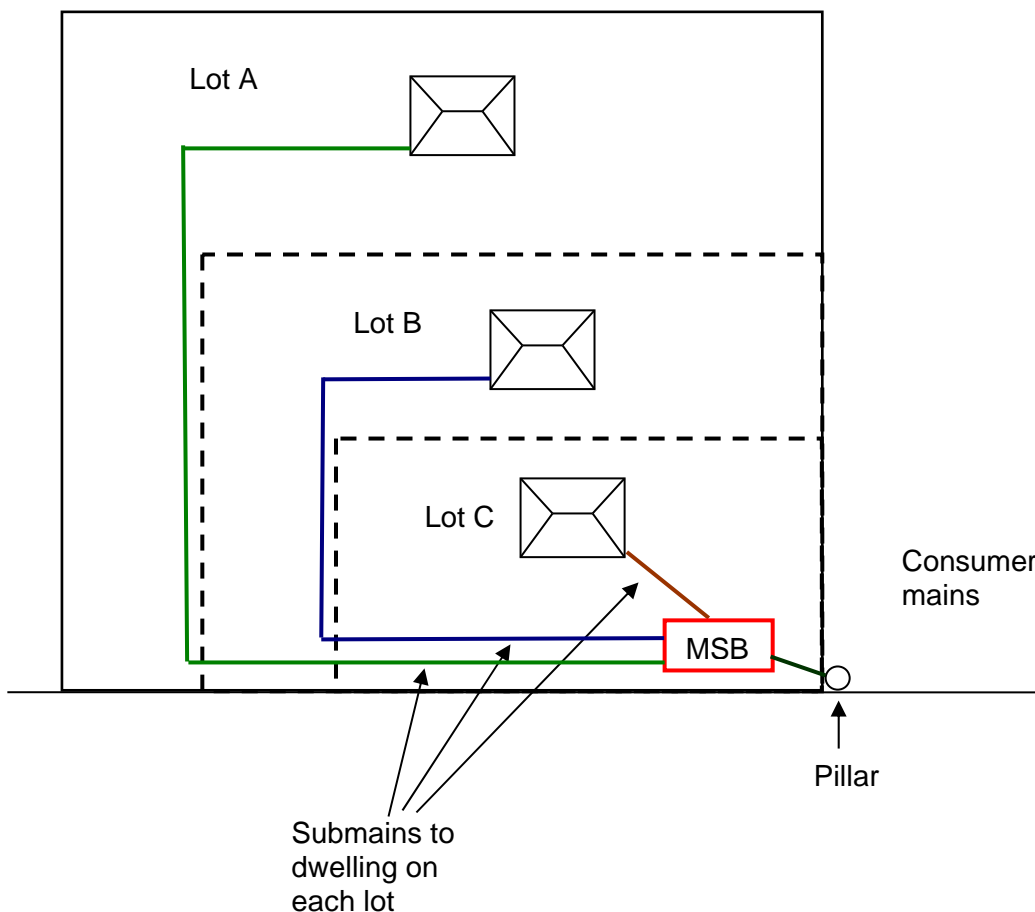 Lot A
Lot B
Lot C
Consumer
mains
MSB
Pillar
Submains to
dwelling on
each lot